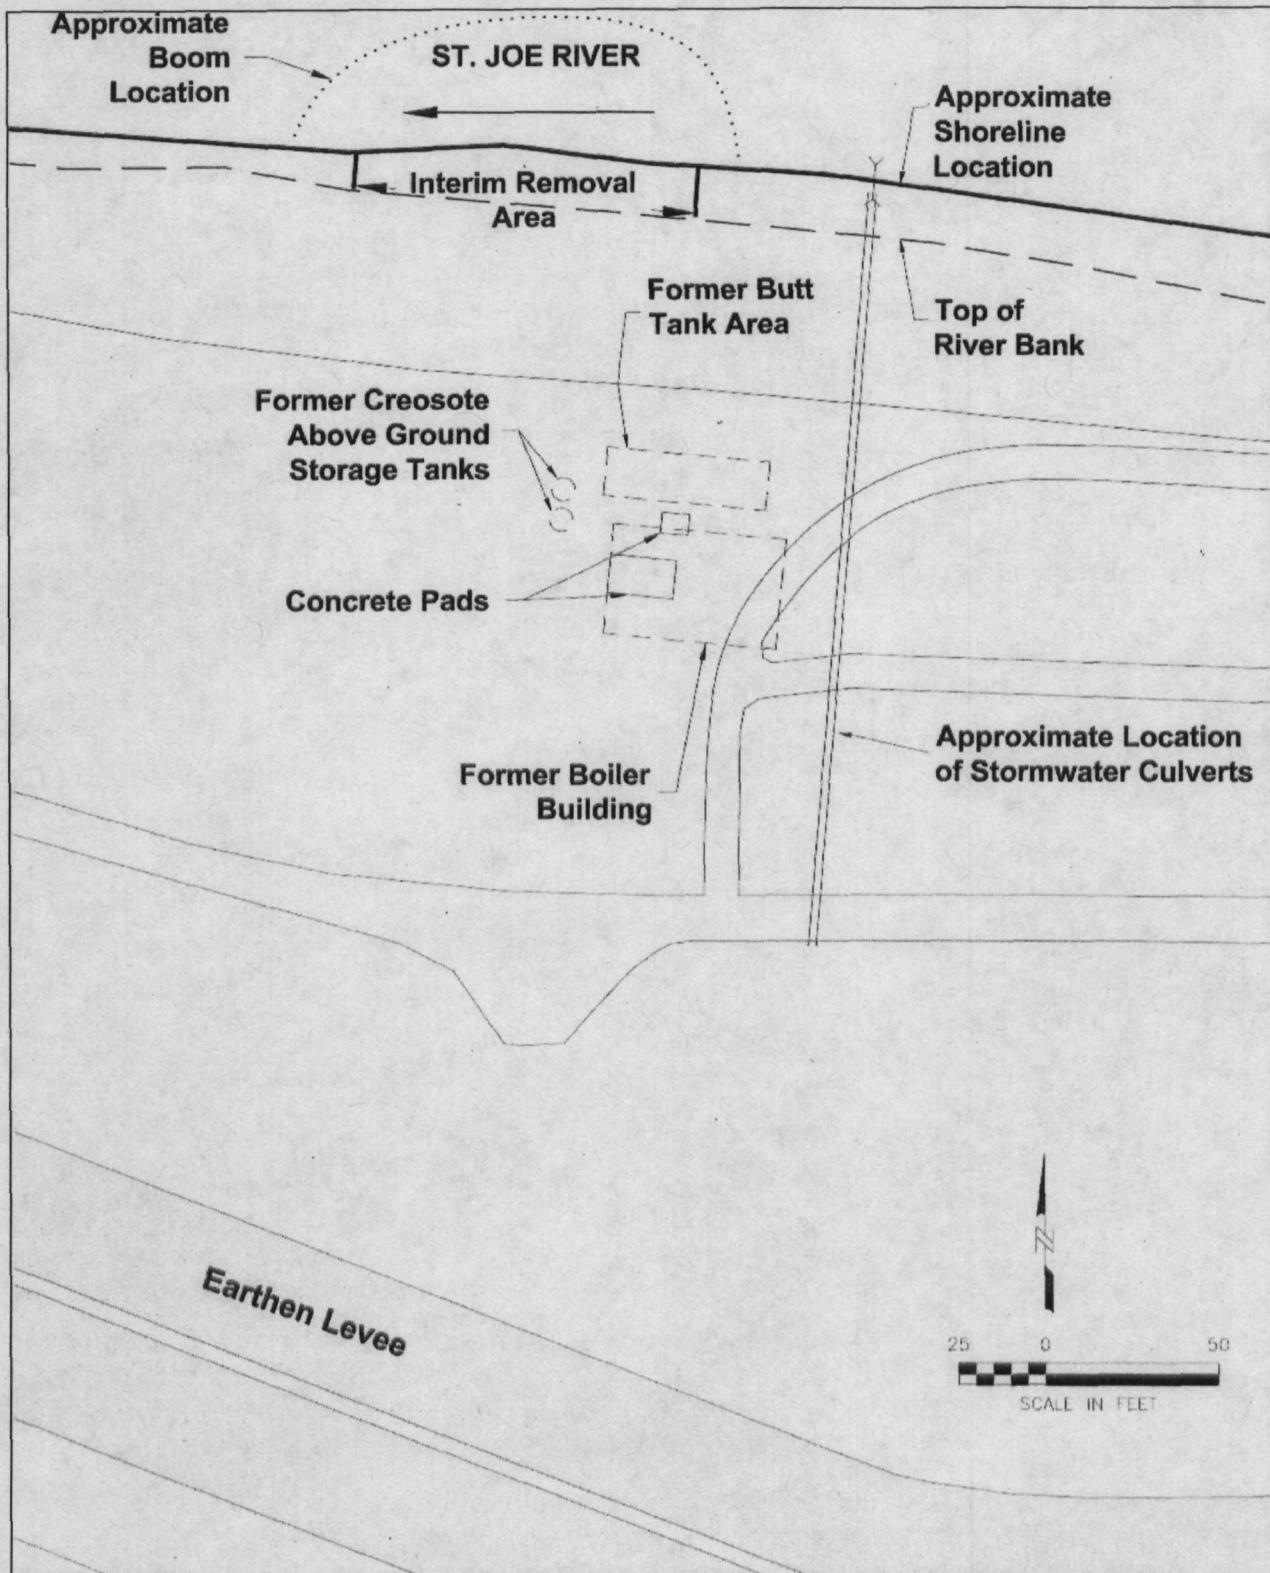 Approximate
Boom
Location
ST. JOE RIVER
Approximate
Shoreline
Location
Interim Removal
Area
Former Butt
Tank Area
Top of
River Bank
Former Creosote
Above Ground
Storage Tanks
Concrete Pads
Approximate Location
of Stormwater Culverts
Former Boiler
Building
Earthen Levee
N
25 0 50
SCALE IN FEET